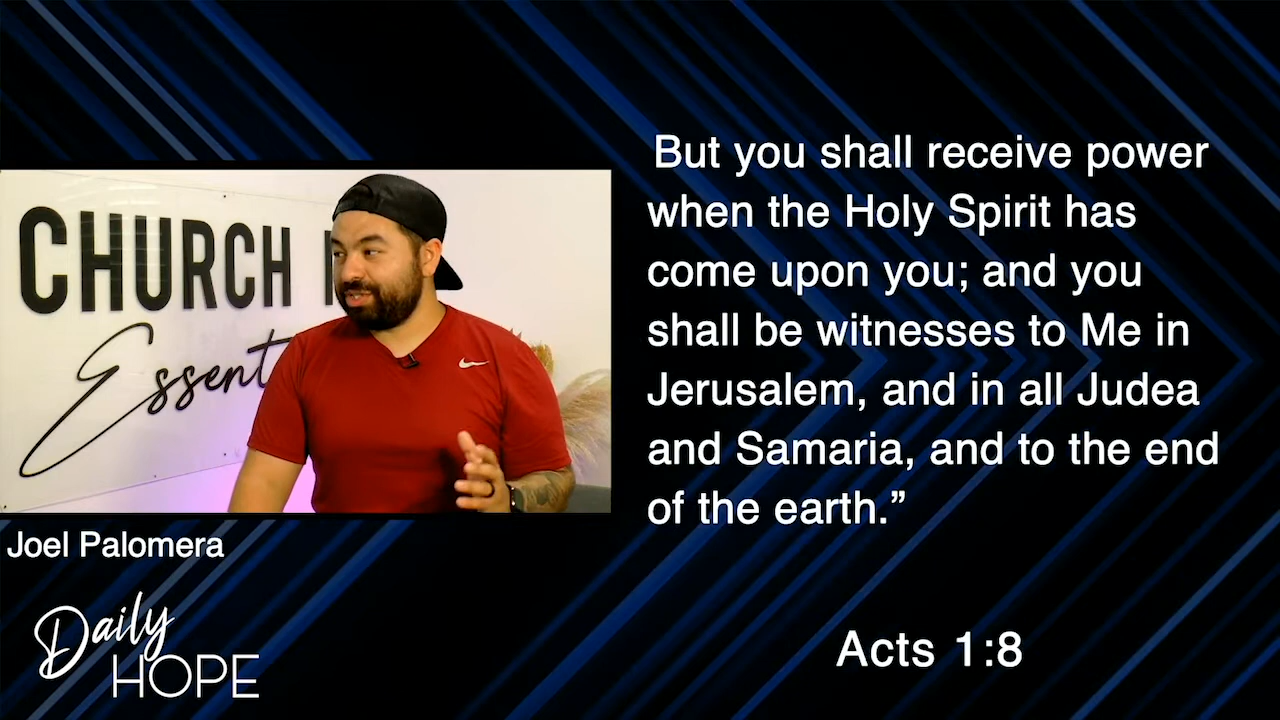 CHURCH
Essent
Joel Palomera
Daily
HOPE
But you shall receive power
when the Holy Spirit has
come upon you; and you
shall be witnesses to Me in
Jerusalem, and in all Judea
and Samaria, and to the end
of the earth.”
Acts 1:8